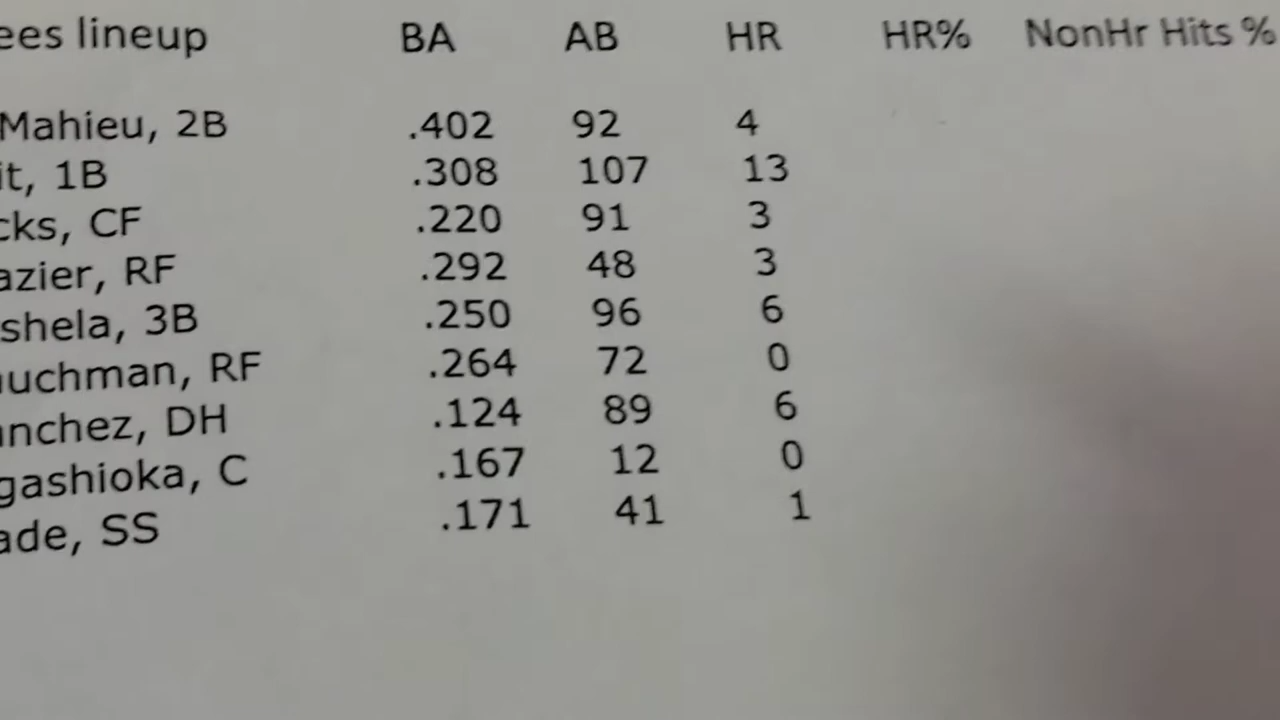 ees lineup BA AB HR HR% NonHr Hits %
Mahieu, 2B .402 92 4
it, 1B .308 107 13
cks, CF .220 91 3
azier, RF .292 48 3
shela, 3B .250 96 6
auchman, RF .264 72 0
anchez, DH .124 89 6
gashioka, C .167 12 0
ade, SS .171 41 1